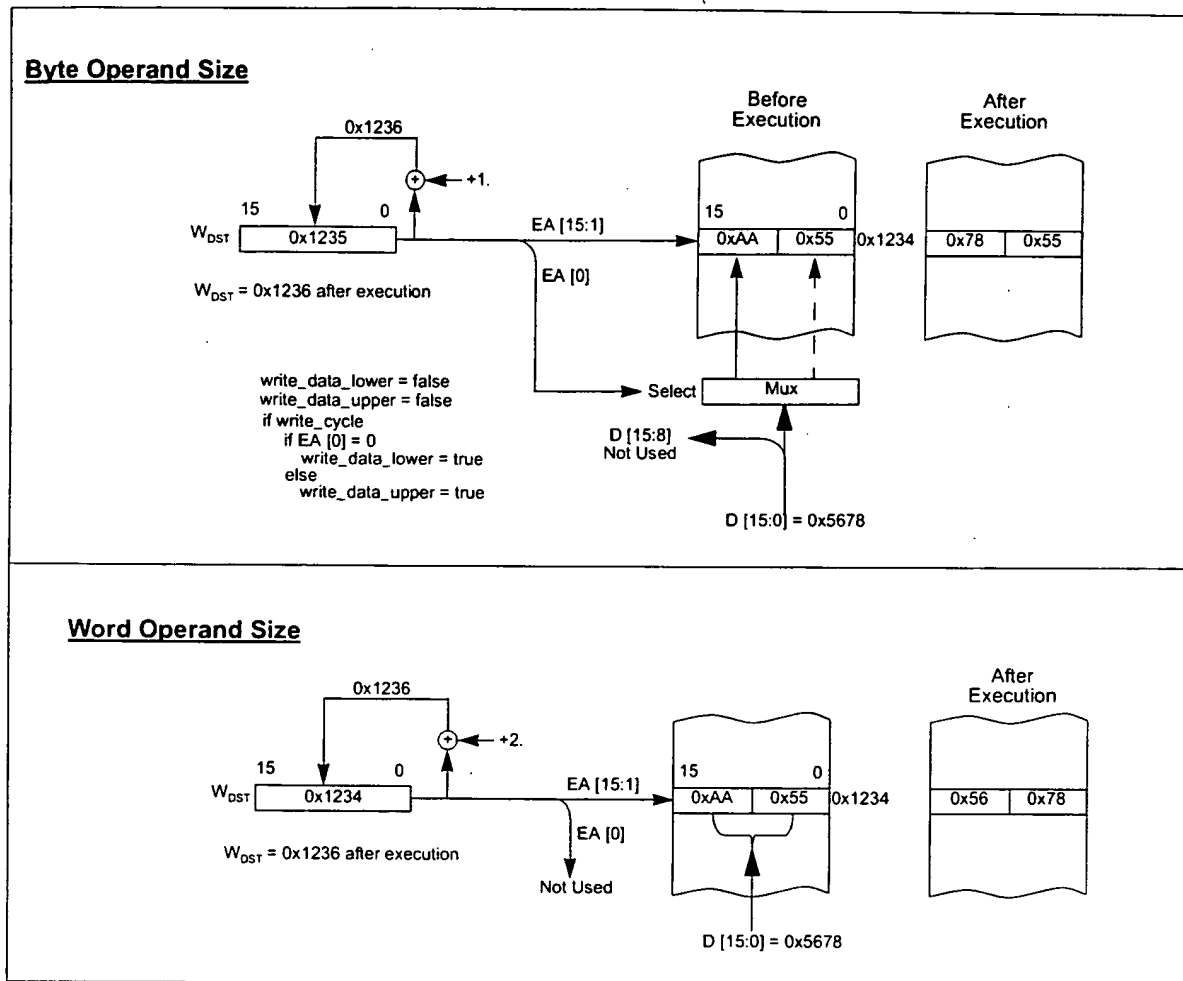 Byte Operand Size
Before
Execution
After
Execution
0x1236
+
+1.
15
0
15
0
W_DST
0x1235
EA [15:1]
0xAA
0x55
0x1234
0x78
0x55
EA [0]
W_DST = 0x1236 after execution
write_data_lower = false
write_data_upper = false
if write_cycle
if EA [0] = 0
write_data_lower = true
else
write_data_upper = true
Select
Mux
D [15:8]
Not Used
D [15:0] = 0x5678
Word Operand Size
After
Execution
0x1236
+
+2.
15
0
15
0
W_DST
0x1234
EA [15:1]
0xAA
0x55
0x1234
0x56
0x78
EA [0]
W_DST = 0x1236 after execution
Not Used
D [15:0] = 0x5678